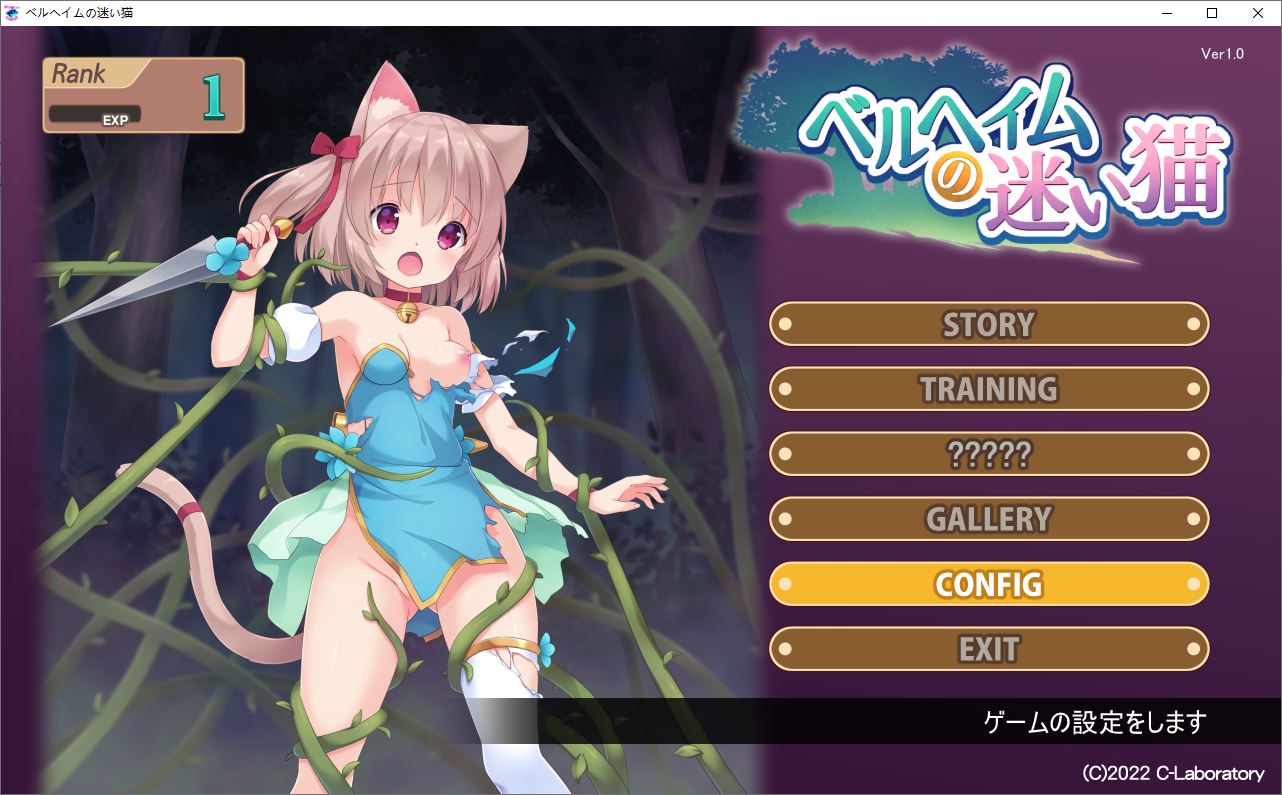 ベルヘイムの迷い猫
Rank
1
EXP
Ver1.0
ベルヘイム
の迷い猫
STORY
TRAINING
?????
GALLERY
CONFIG
EXIT
ゲームの設定をします
(C)2022 C-Laboratory